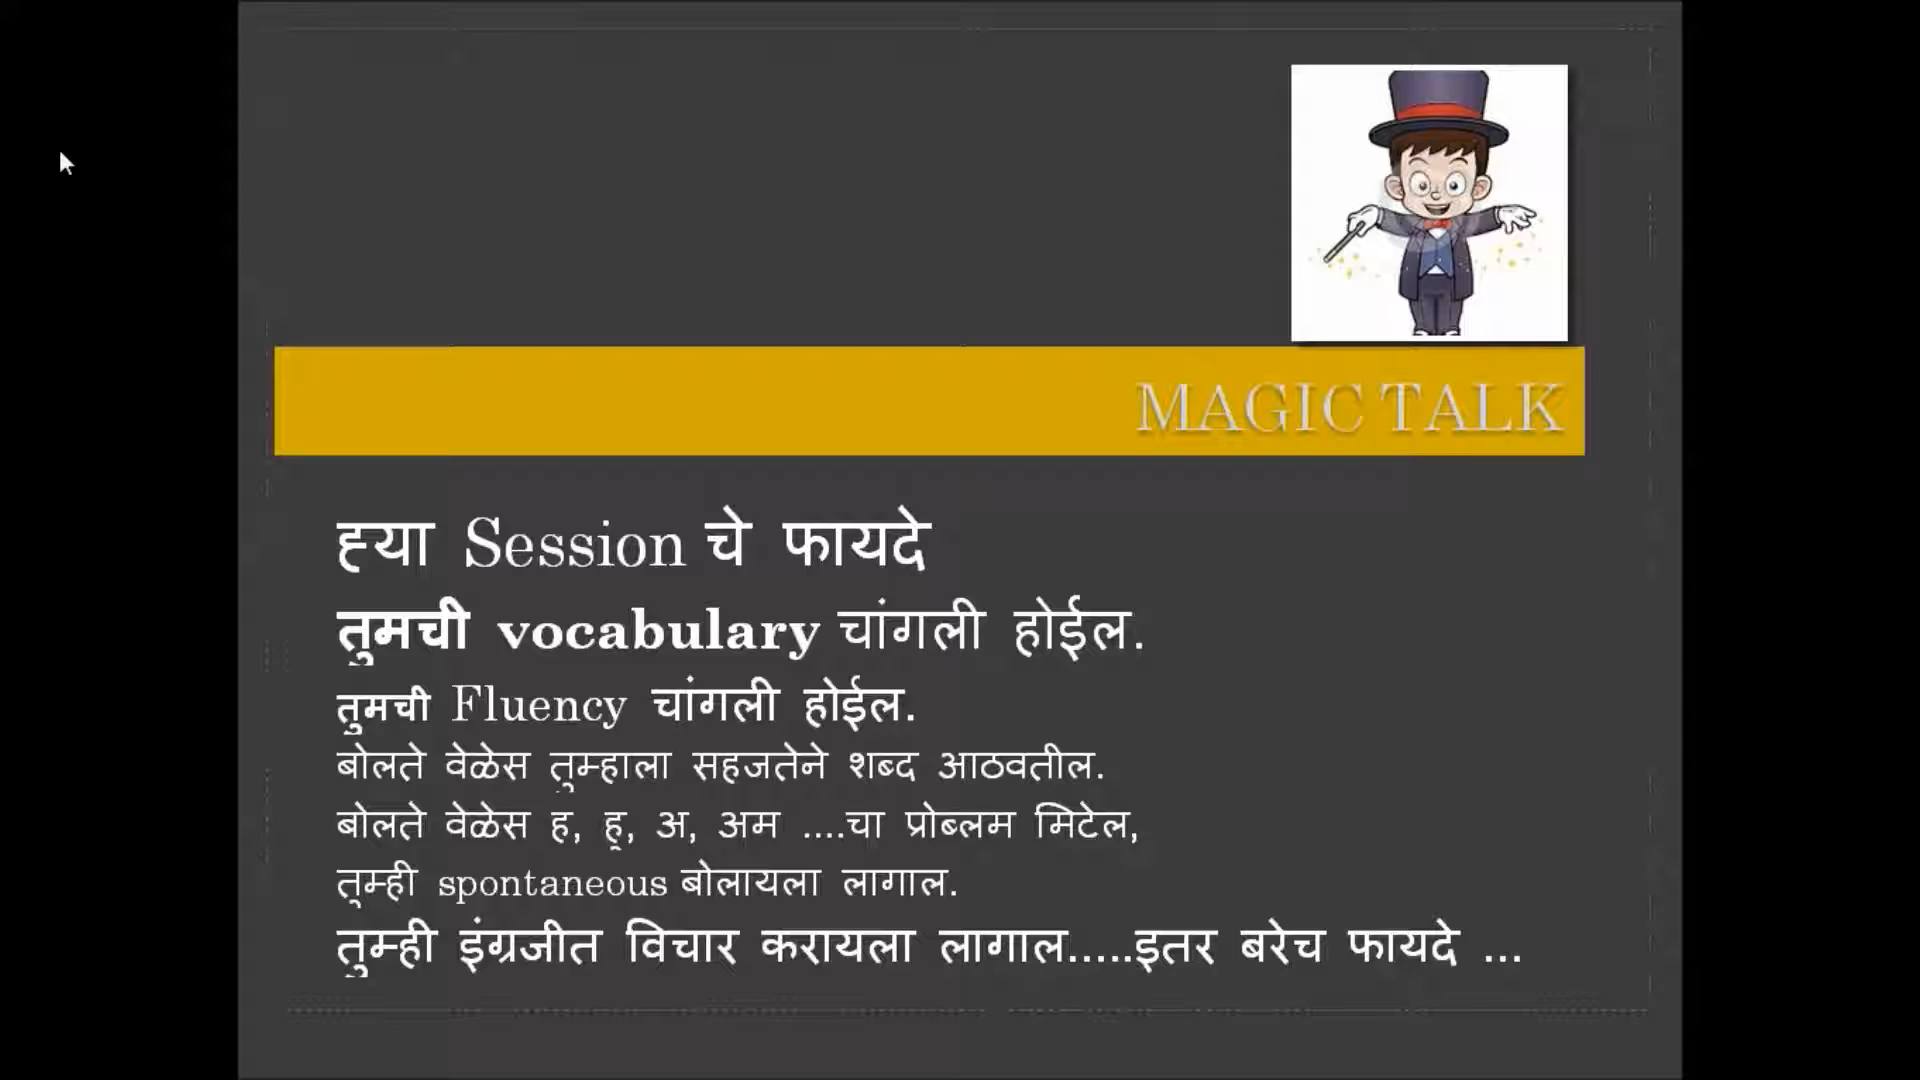 MAGIC TALK
ह्या Session चे फायदे
तुमची vocabulary चांगली होईल.
तुमची Fluency चांगली होईल.
बोलते वेळेस तुम्हाला सहजतेने शब्द आठवतील.
बोलते वेळेस ह, हु, अ, अम ....चा प्रोब्लम मिटेल,
तुम्ही spontaneous बोलायला लागाल.
तुम्ही इंग्रजीत विचार करायला लागाल.....इतर बरेच फायदे ...